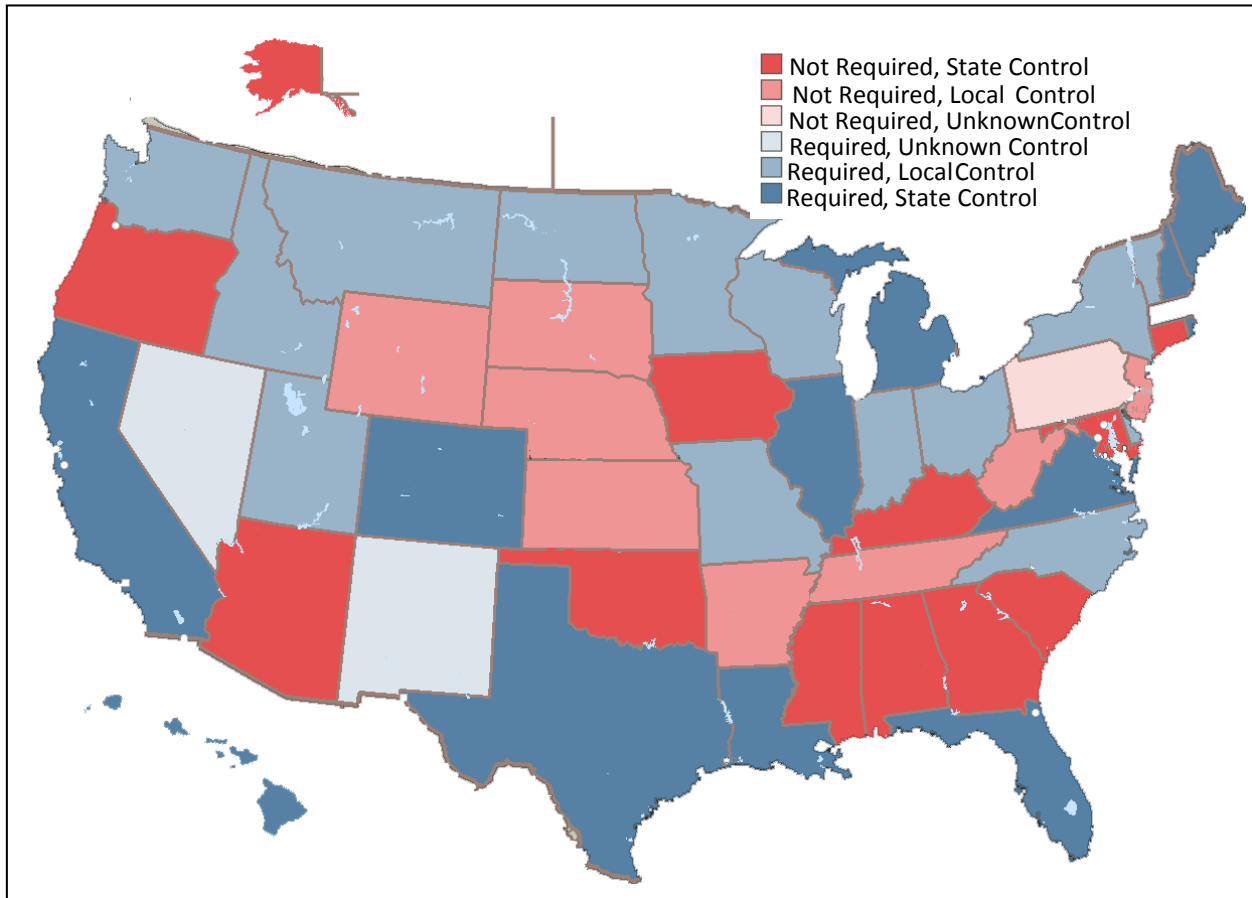 Not Required, State Control
Not Required, Local Control
Not Required, UnknownControl
Required, Unknown Control
Required, LocalControl
Required, State Control